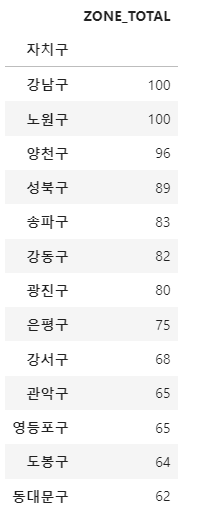 ZONE_TOTAL
자치구
강남구 100
노원구 100
양천구 96
성북구 89
송파구 83
강동구 82
광진구 80
은평구 75
강서구 68
관악구 65
영등포구 65
도봉구 64
동대문구 62